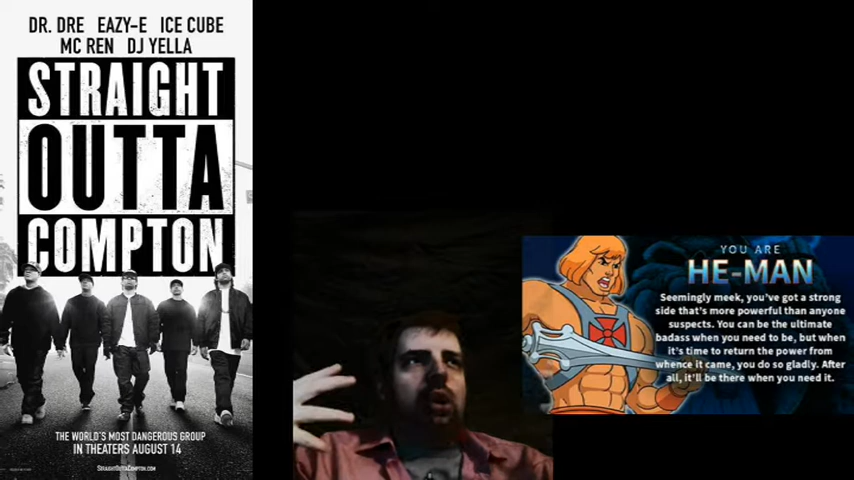 DR. DRE EAZY-E ICE CUBE
MC REN DJ YELLA
STRAIGHT
OUTTA
COMPTON
THE WORLD'S MOST DANGEROUS GROUP
IN THEATERS AUGUST 14
STRAIGHTOUTTACOMPTON.COM
YOU ARE
HE-MAN
Seemingly meek, you've got a strong
side that's more powerful than anyone
suspects. You can be the ultimate
badass when you need to be, but when
it's time to return the power from
whence it came, you do so gladly. After
all, it'll be there when you need it.